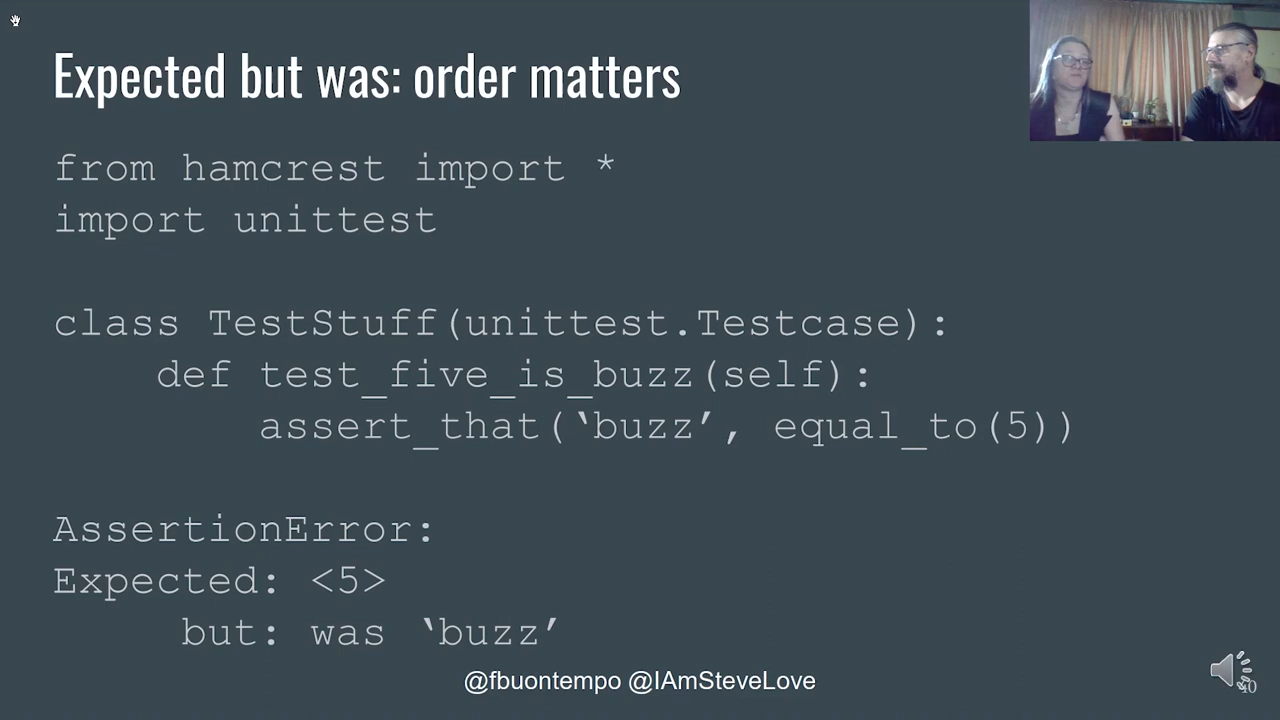 Expected but was: order matters
from hamcrest import *
import unittest
class TestStuff(unittest.Testcase):
def test_five_is_buzz(self):
assert_that(‘buzz’, equal_to(5))
AssertionError:
Expected: <5>
but: was ‘buzz’
@fbuontempo @IAmSteveLove
40